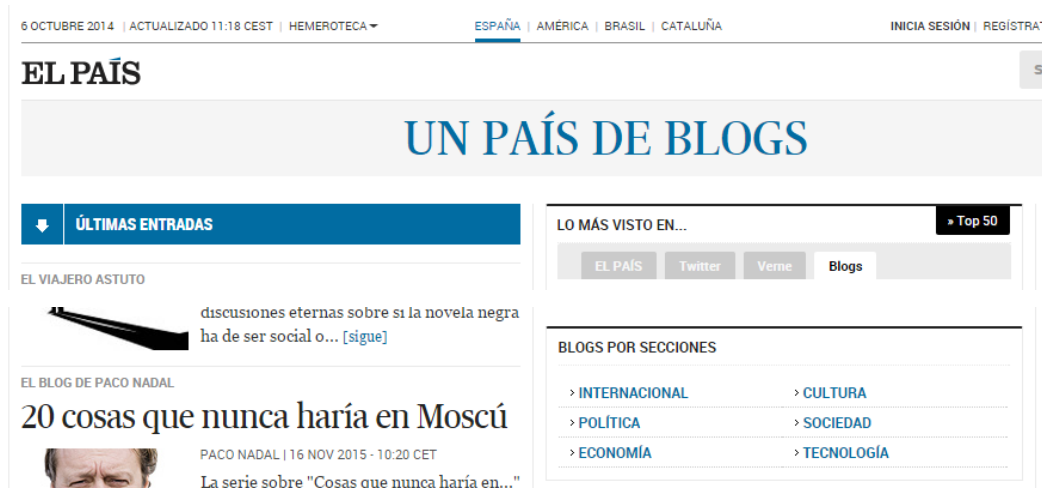 6 OCTUBRE 2014 | ACTUALIZADO 11:18 CEST | HEMEROTECA
ESPAÑA | AMÉRICA | BRASIL | CATALUÑA
INICIA SESIÓN | REGÍSTRAT
EL PAÍS
S
UN PAÍS DE BLOGS
ÚLTIMAS ENTRADAS
EL VIAJERO ASTUTO
discusiones eternas sobre si la novela negra
ha de ser social o... [sigue]
EL BLOG DE PACO NADAL
20 cosas que nunca haría en Moscú
PACO NADAL | 16 NOV 2015 - 10:20 CET
La serie sobre "Cosas que nunca haría en..."
LO MÁS VISTO EN...
» Top 50
EL PAÍS Twitter Verne Blogs
BLOGS POR SECCIONES
› INTERNACIONAL › CULTURA
› POLÍTICA › SOCIEDAD
› ECONOMÍA › TECNOLOGÍA